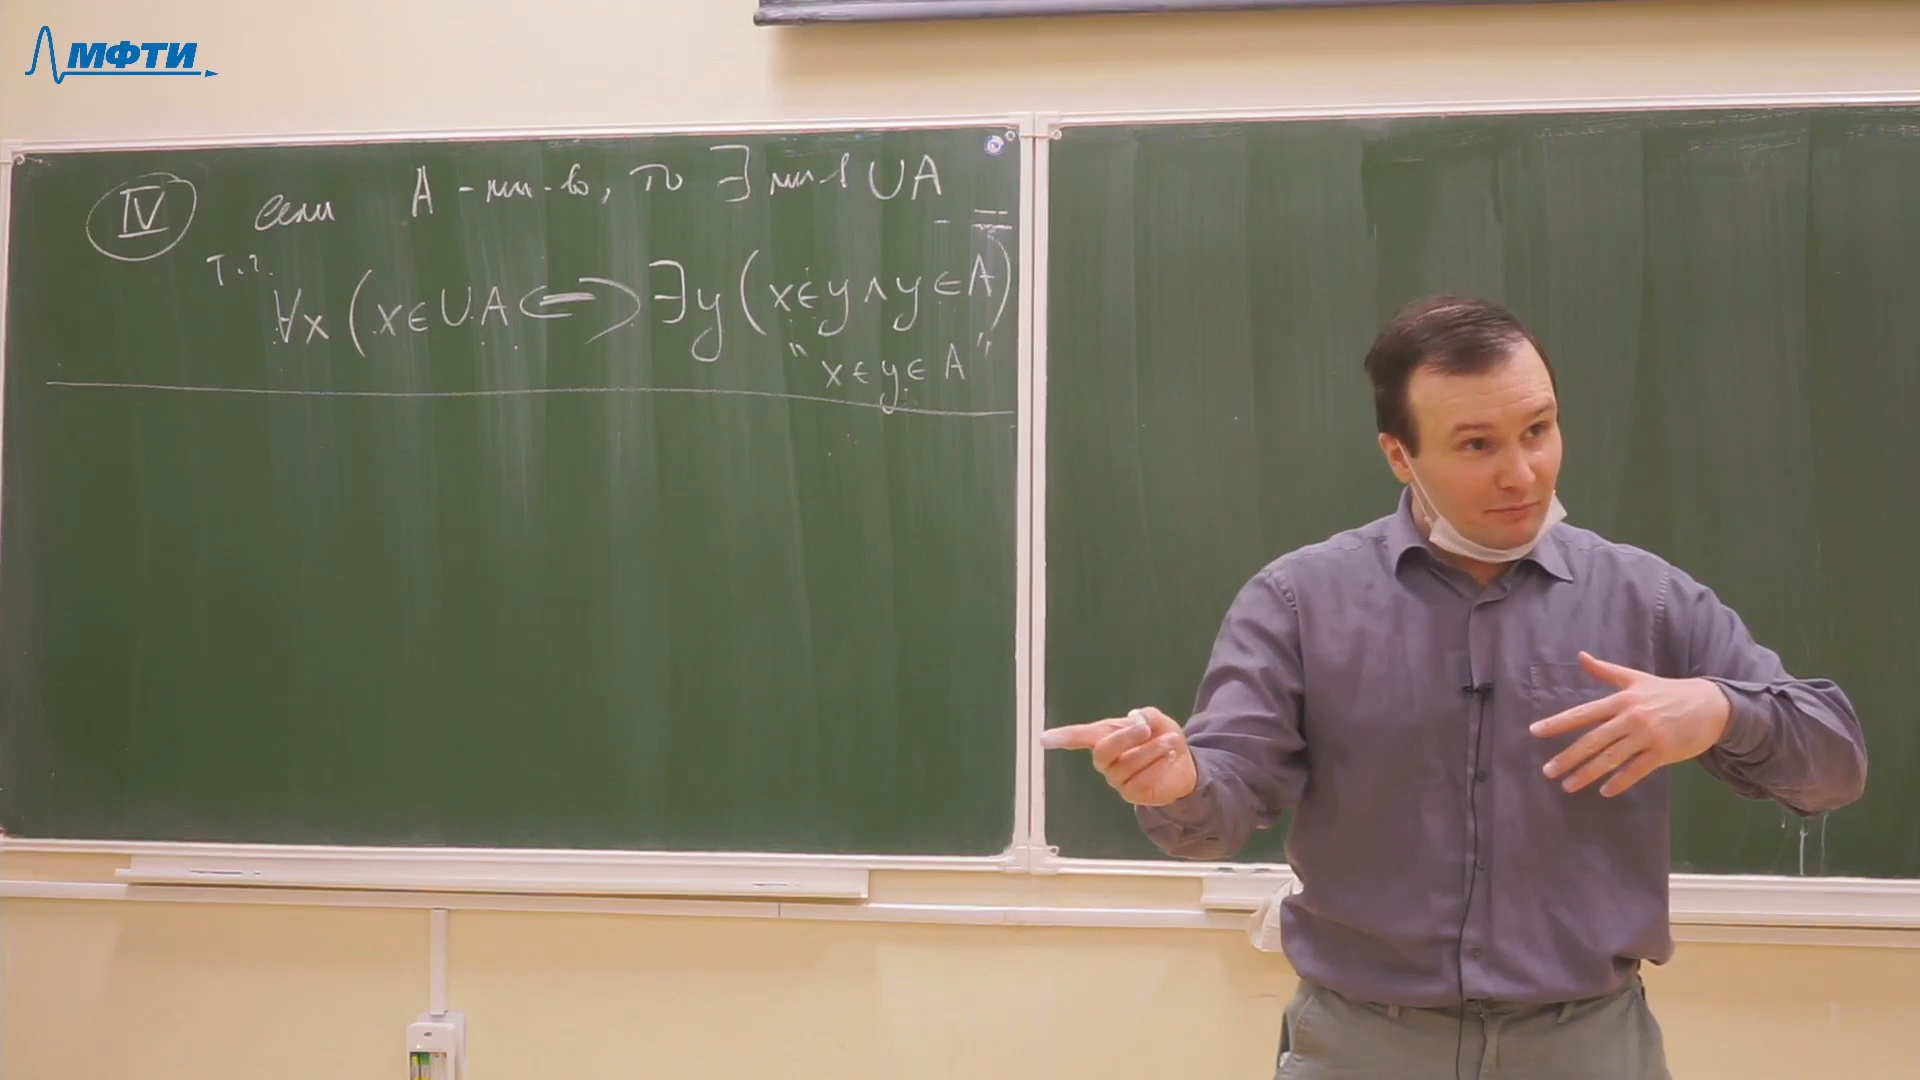 МФТИ
IV если A - мн-во, то ∃ мн-во ∪A
т.ч.
∀x (x∈∪A ⟺ ∃y (x∈y ∧ y∈A)
"x∈y∈A"